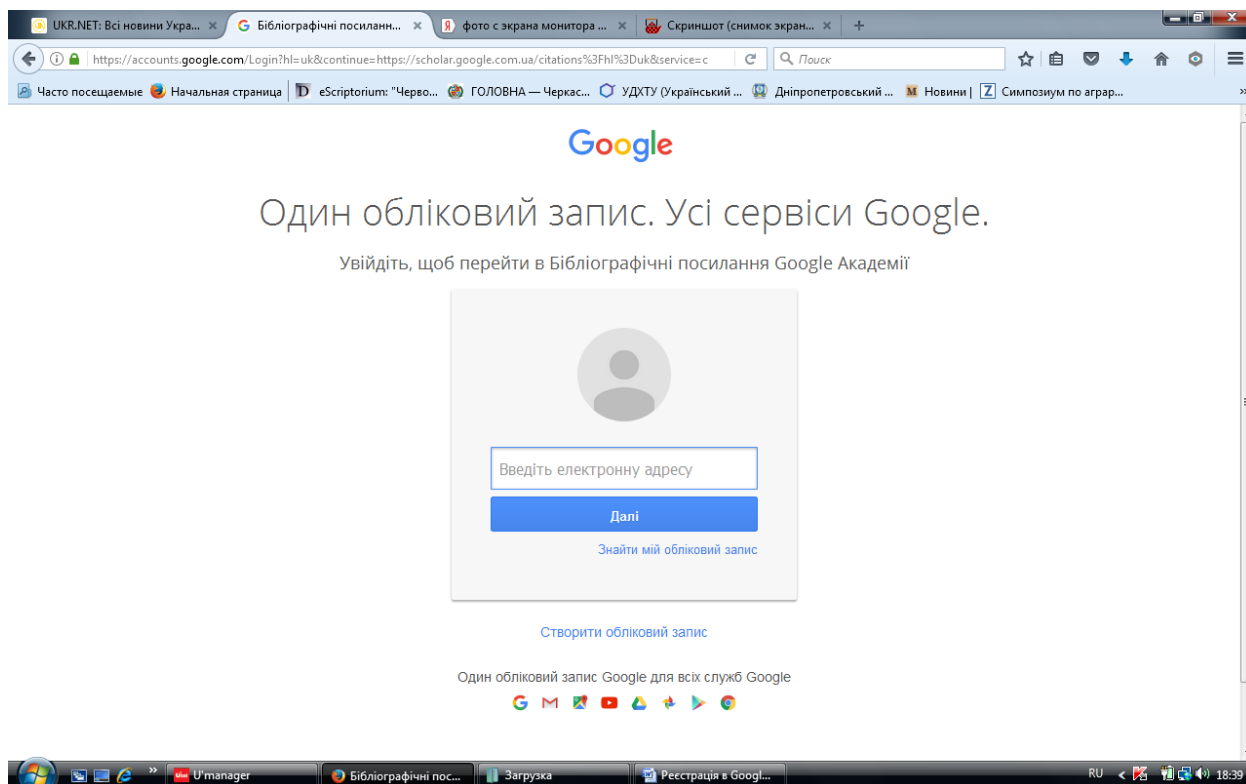 UKR.NET: Всі новини Укра...
Бібліографічні посиланн...
фото с экрана монитора ...
Скриншот (снимок экран...
https://accounts.google.com/Login?hl=uk&continue=https://scholar.google.com.ua/citations%3Fhl%3Duk&service=c
Поиск
Часто посещаемые Начальная страница eScriptorium: "Черво... ГОЛОВНА — Черкас... УДХТУ (Український ... Дніпропетровський ... Новини | Симпозиум по аграр...
Google
Один обліковий запис. Усі сервіси Google.
Увійдіть, щоб перейти в Бібліографічні посилання Google Академії
Введіть електронну адресу
Далі
Знайти мій обліковий запис
Створити обліковий запис
Один обліковий запис Google для всіх служб Google
U'manager
Бібліографічні пос...
Загрузка
Реєстрація в Googl...
RU
18:39